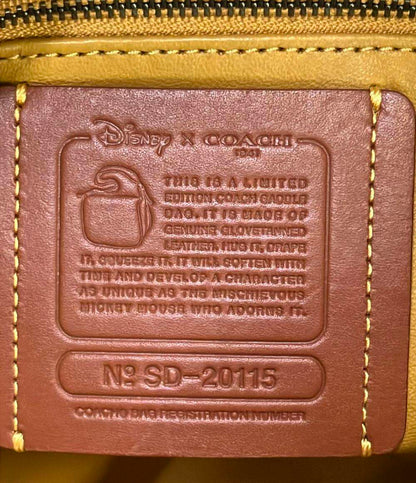 Disney x COACH
1941
THIS IS A LIMITED
EDITION COACH SADDLE
BAG. IT IS MADE OF
GENUINE GLOVETANNED
LEATHER. HUG IT, DRAPE
IT, SQUEEZE IT. IT WILL SOFTEN WITH
TIME AND DEVELOP A CHARACTER
AS UNIQUE AS THE MISCHIEVOUS
MICKEY MOUSE WHO ADORNS IT.
No SD-20115
COACH© BAG REGISTRATION NUMBER